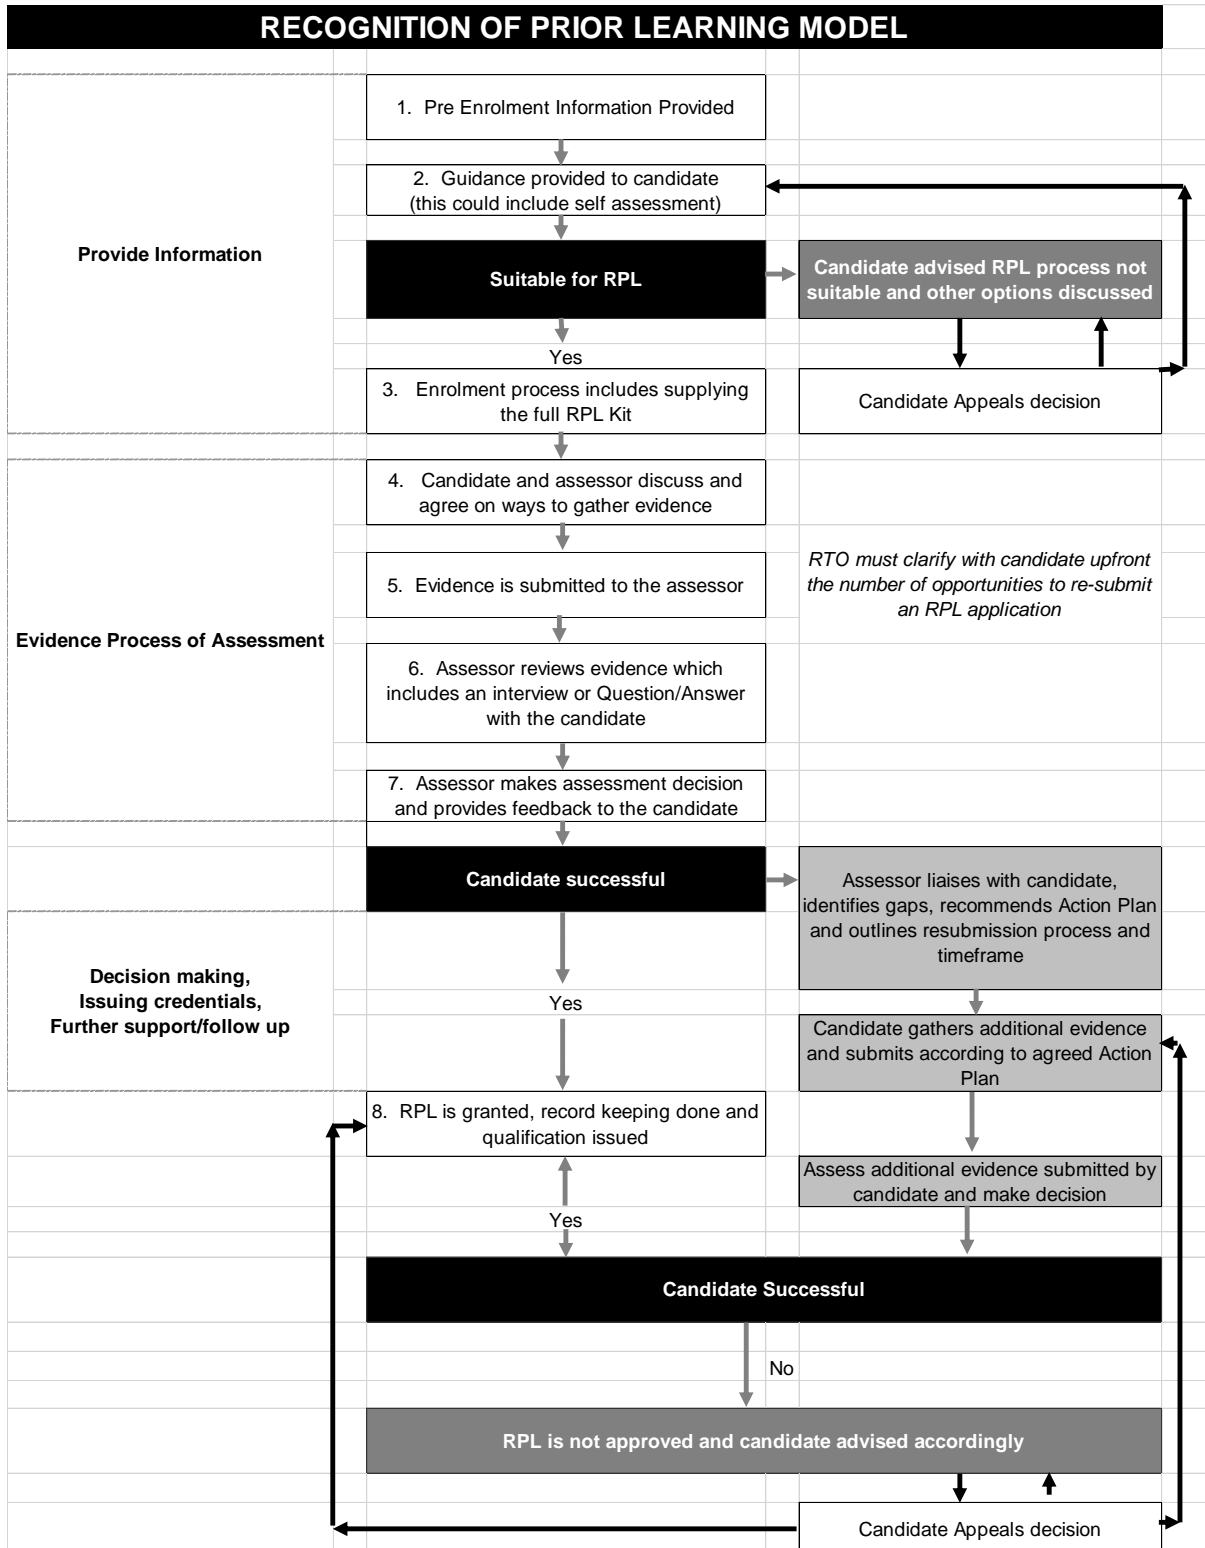 RECOGNITION OF PRIOR LEARNING MODEL
1. Pre Enrolment Information Provided
2. Guidance provided to candidate
(this could include self assessment)
Provide Information
Suitable for RPL
Candidate advised RPL process not
suitable and other options discussed
Yes
3. Enrolment process includes supplying
the full RPL Kit
Candidate Appeals decision
4. Candidate and assessor discuss and
agree on ways to gather evidence
5. Evidence is submitted to the assessor
RTO must clarify with candidate upfront
the number of opportunities to re-submit
an RPL application
Evidence Process of Assessment
6. Assessor reviews evidence which
includes an interview or Question/Answer
with the candidate
7. Assessor makes assessment decision
and provides feedback to the candidate
Candidate successful
Assessor liaises with candidate,
identifies gaps, recommends Action Plan
and outlines resubmission process and
timeframe
Decision making,
Issuing credentials,
Further support/follow up
Yes
Candidate gathers additional evidence
and submits according to agreed Action
Plan
8. RPL is granted, record keeping done and
qualification issued
Assess additional evidence submitted by
candidate and make decision
Yes
Candidate Successful
No
RPL is not approved and candidate advised accordingly
Candidate Appeals decision